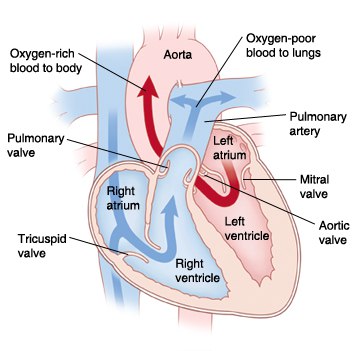 Oxygen-rich
blood to body
Aorta
Oxygen-poor
blood to lungs
Pulmonary
artery
Pulmonary
valve
Left
atrium
Mitral
valve
Right
atrium
Left
ventricle
Aortic
valve
Tricuspid
valve
Right
ventricle